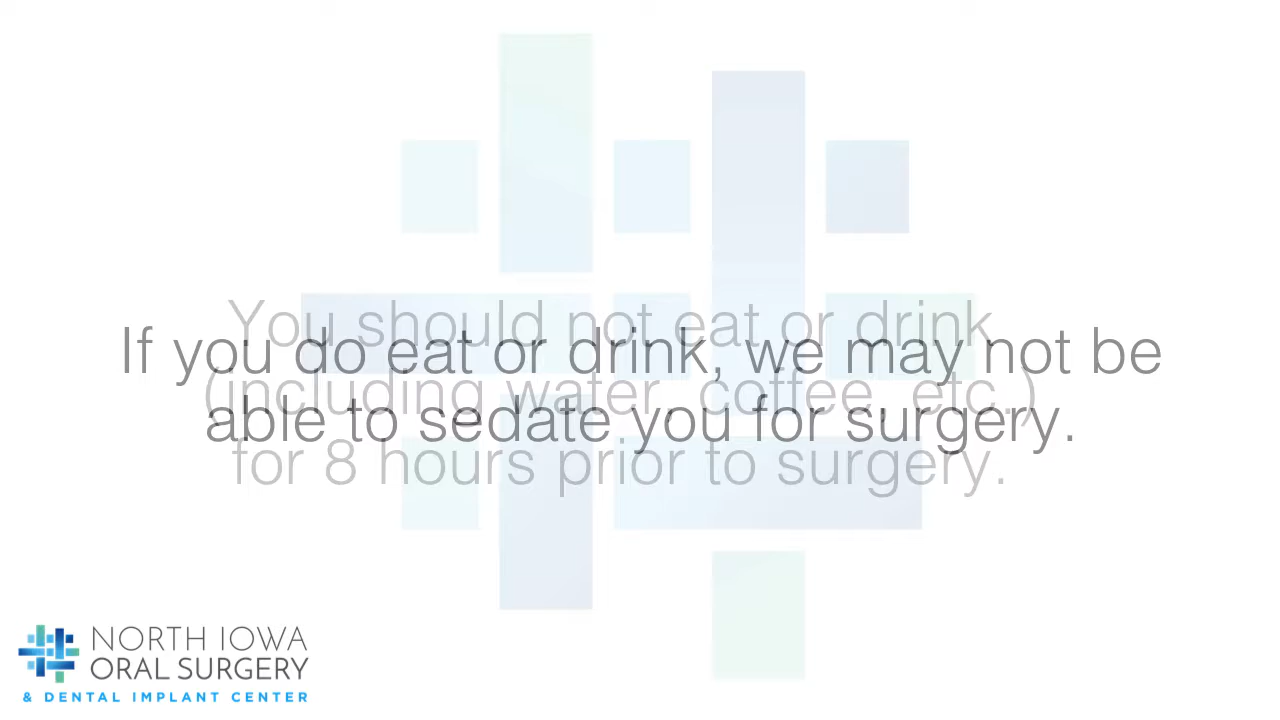 You should not eat or drink
(including water, coffee, etc.)
for 8 hours prior to surgery.
If you do eat or drink, we may not be
able to sedate you for surgery.
NORTH IOWA
ORAL SURGERY
& DENTAL IMPLANT CENTER